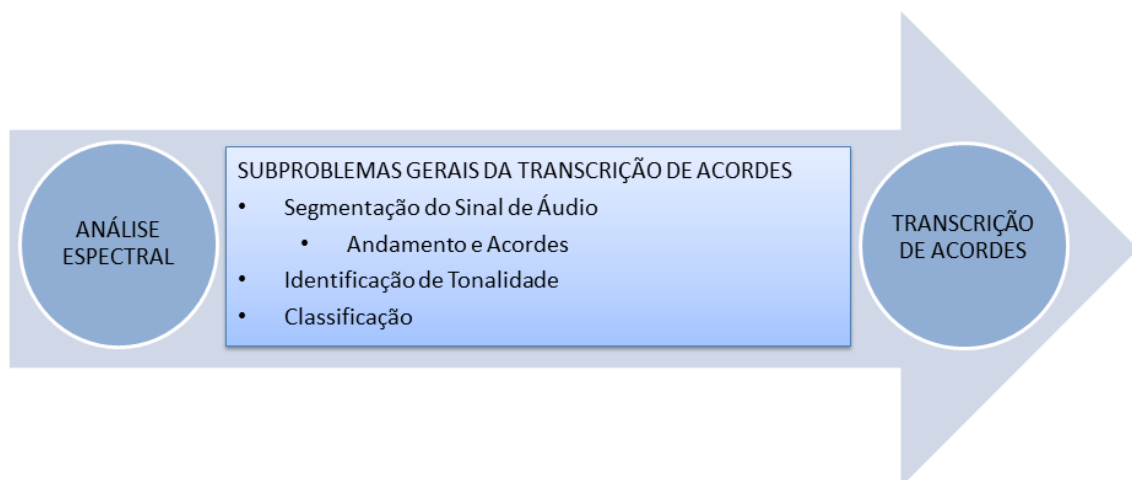 ANÁLISE
ESPECTRAL
SUBPROBLEMAS GERAIS DA TRANSCRIÇÃO DE ACORDES
• Segmentação do Sinal de Áudio
• Andamento e Acordes
• Identificação de Tonalidade
• Classificação
TRANSCRIÇÃO
DE ACORDES